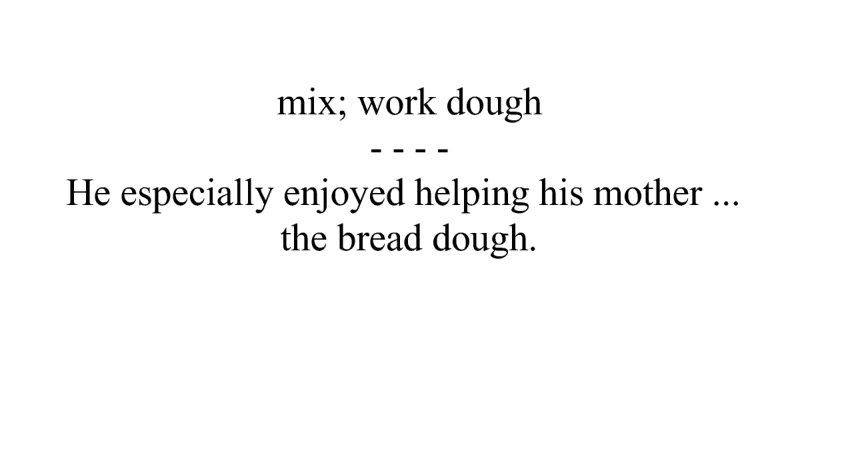 mix; work dough
- - - -
He especially enjoyed helping his mother ...
the bread dough.